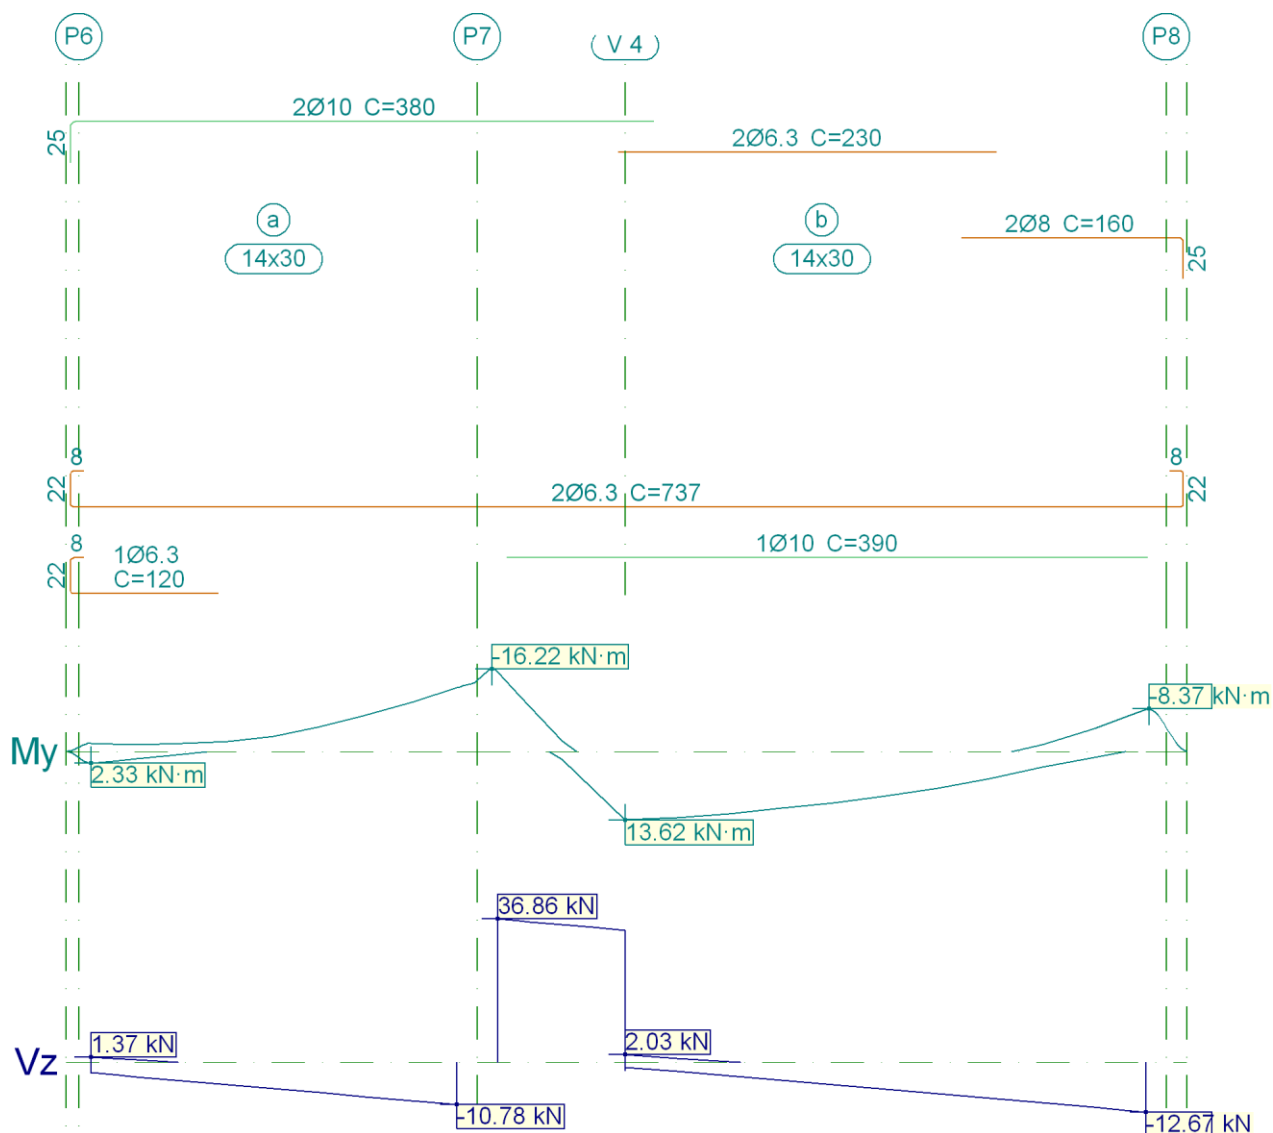 P6
P7
V 4
P8
2Ø10 C=380
25
2Ø6.3 C=230
a
14x30
b
14x30
2Ø8 C=160
25
8
22
2Ø6.3 C=737
8
22
8
22
1Ø6.3
C=120
1Ø10 C=390
-16.22 kN·m
-8.37 kN·m
My
2.33 kN·m
13.62 kN·m
36.86 kN
1.37 kN
2.03 kN
Vz
-10.78 kN
-12.67 kN